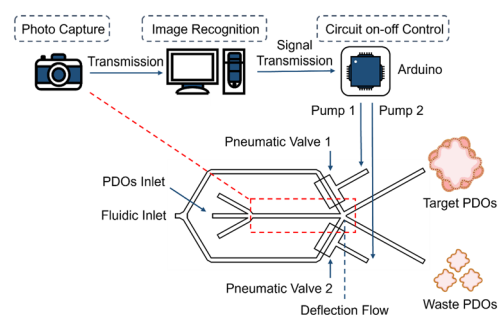 Photo Capture
Image Recognition
Circuit on-off Control
Transmission
Signal
Transmission
Arduino
Pump 1
Pump 2
Pneumatic Valve 1
PDOs Inlet
Fluidic Inlet
Target PDOs
Pneumatic Valve 2
Deflection Flow
Waste PDOs